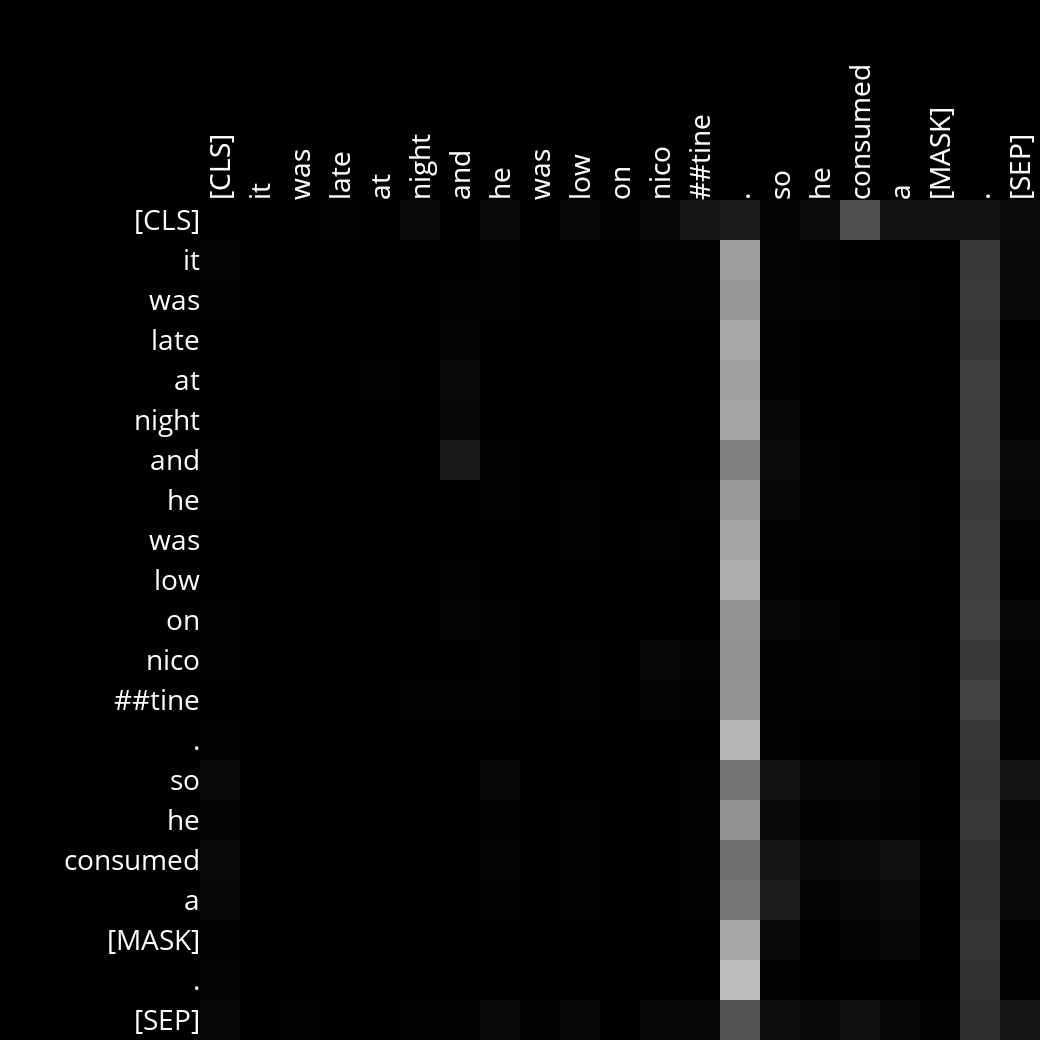 [CLS] it was late at night and he was low on nico ##tine . so he consumed a [MASK] . [SEP]
[CLS]
it
was
late
at
night
and
he
was
low
on
nico
##tine
.
so
he
consumed
a
[MASK]
.
[SEP]